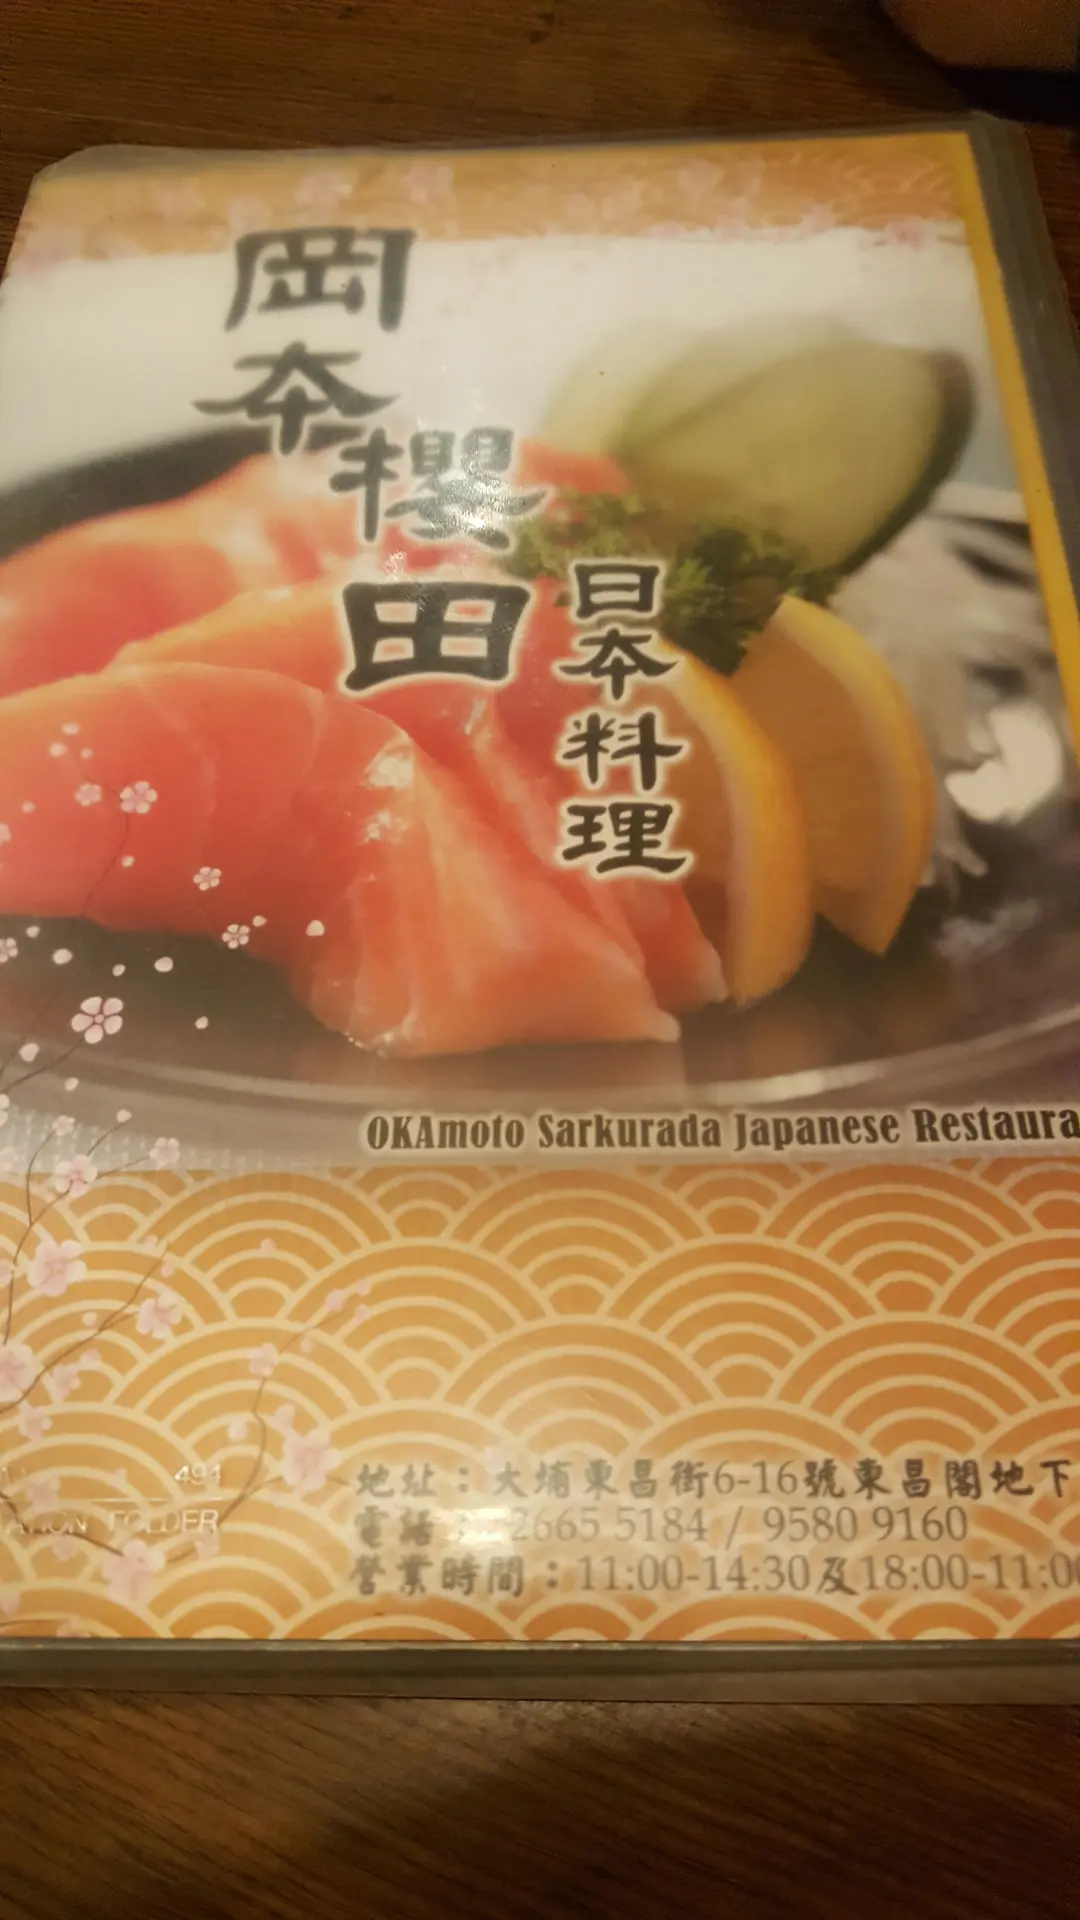 岡本
櫻田
日本料理
OKAmoto Sarkurada Japanese
491
FOLDER
地址：大埔東昌街6-16號東昌閣地下
電話： 2665 5184 / 9580 9160
營業時間：11:00-14:30及18:00-11:00